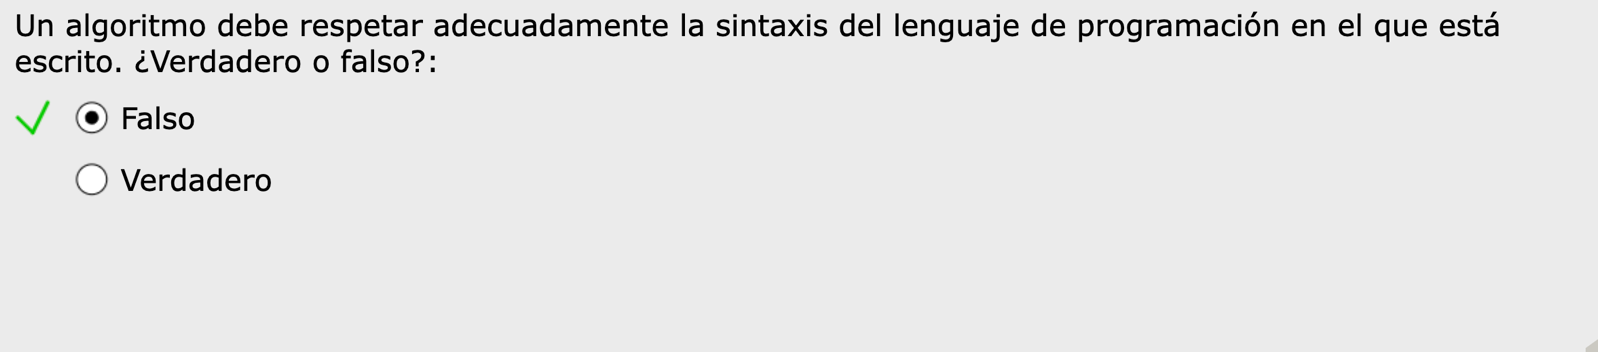 Un algoritmo debe respetar adecuadamente la sintaxis del lenguaje de programación en el que está
escrito. ¿Verdadero o falso?:
Falso
Verdadero